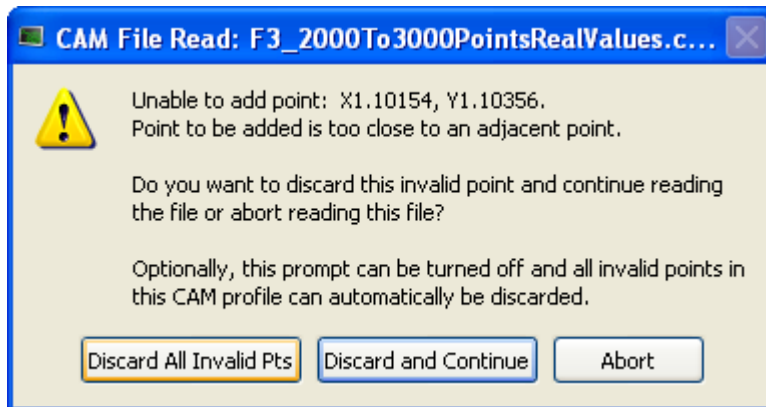 CAM File Read: F3_2000To3000PointsRealValues.c...
Unable to add point:  X1.10154, Y1.10356.
Point to be added is too close to an adjacent point.
Do you want to discard this invalid point and continue reading
the file or abort reading this file?
Optionally, this prompt can be turned off and all invalid points in
this CAM profile can automatically be discarded.
Discard All Invalid Pts
Discard and Continue
Abort